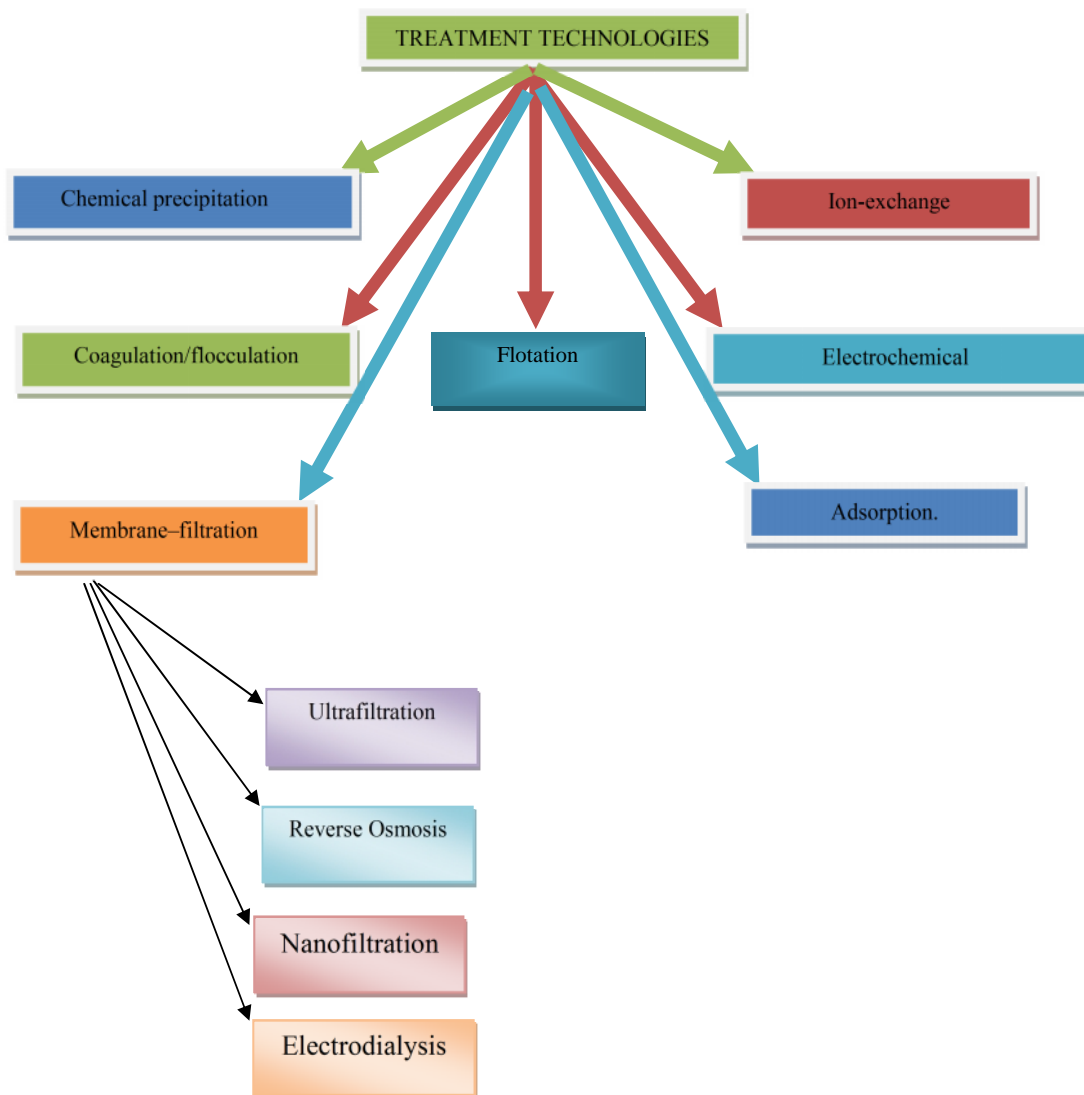 TREATMENT TECHNOLOGIES
Chemical precipitation
Ion-exchange
Coagulation/flocculation
Flotation
Electrochemical
Membrane–filtration
Adsorption.
Ultrafiltration
Reverse Osmosis
Nanofiltration
Electrodialysis